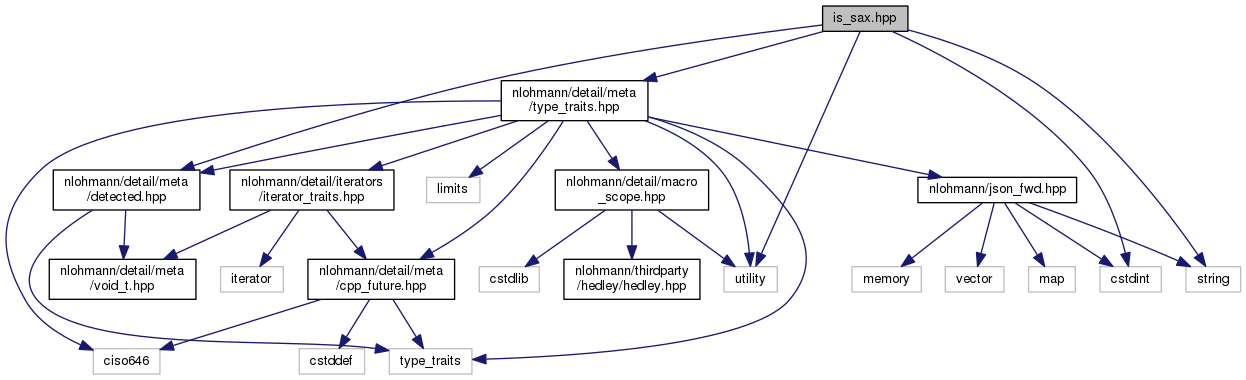 is_sax.hpp
nlohmann/detail/meta
/type_traits.hpp
nlohmann/detail/meta
/detected.hpp
nlohmann/detail/iterators
/iterator_traits.hpp
limits
nlohmann/detail/macro
_scope.hpp
nlohmann/json_fwd.hpp
nlohmann/detail/meta
/void_t.hpp
iterator
nlohmann/detail/meta
/cpp_future.hpp
cstdlib
nlohmann/thirdparty
/hedley/hedley.hpp
utility
memory
vector
map
cstdint
string
ciso646
cstddef
type_traits